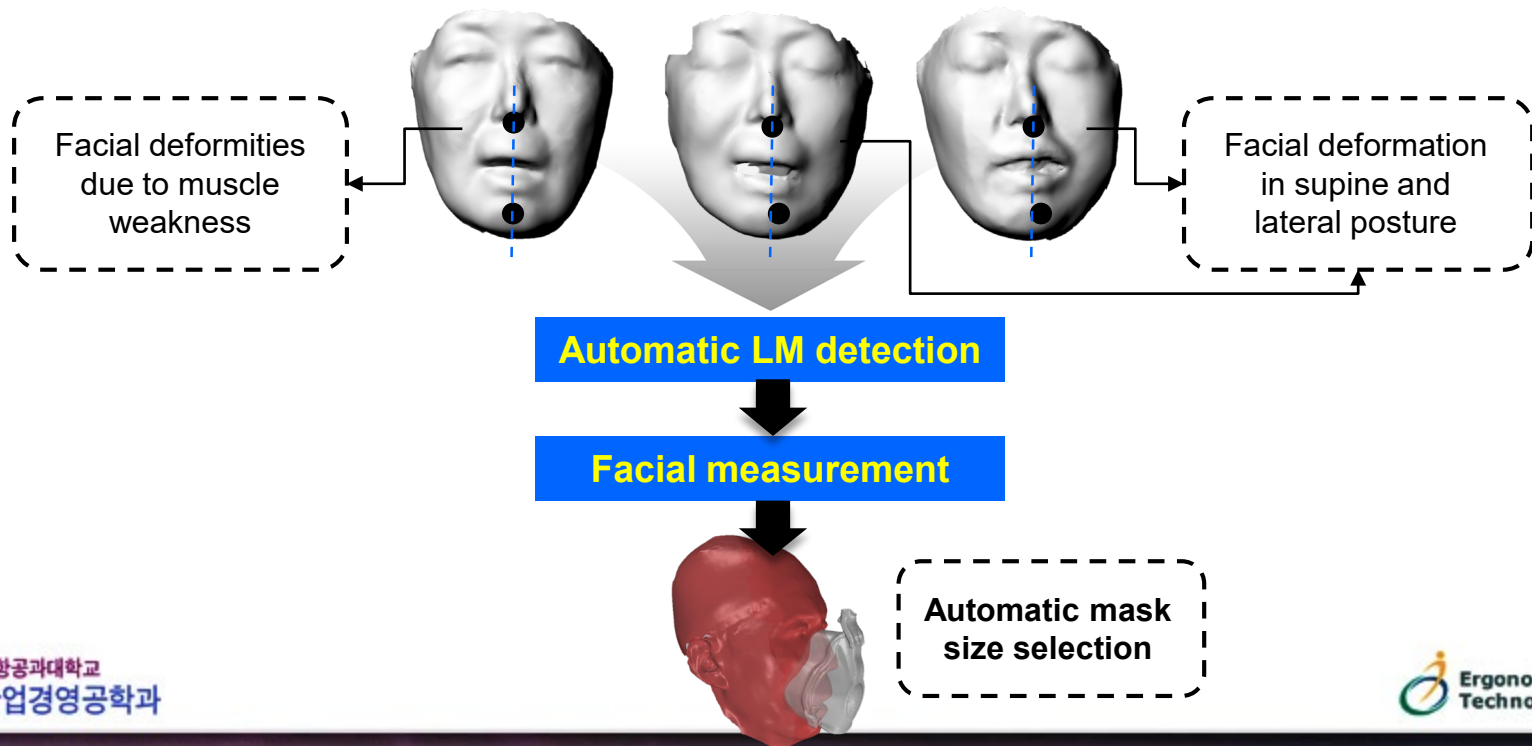 Facial deformities
due to muscle
weakness
Facial deformation
in supine and
lateral posture
Automatic LM detection
Facial measurement
Automatic mask
size selection
항공과대학교
업경영공학과
Ergono
Techno